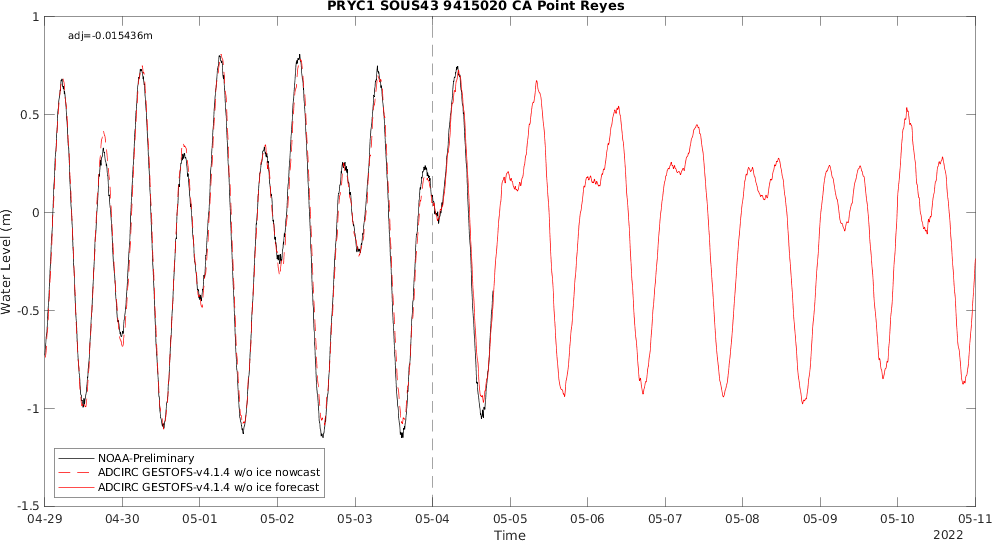 PRYC1 SOUS43 9415020 CA Point Reyes
adj=-0.015436m
1
0.5
0
-0.5
-1
-1.5
Water Level (m)
NOAA-Preliminary
ADCIRC GESTOFS-v4.1.4 w/o ice nowcast
ADCIRC GESTOFS-v4.1.4 w/o ice forecast
04-29 04-30 05-01 05-02 05-03 05-04 05-05 05-06 05-07 05-08 05-09 05-10 05-11
Time
2022